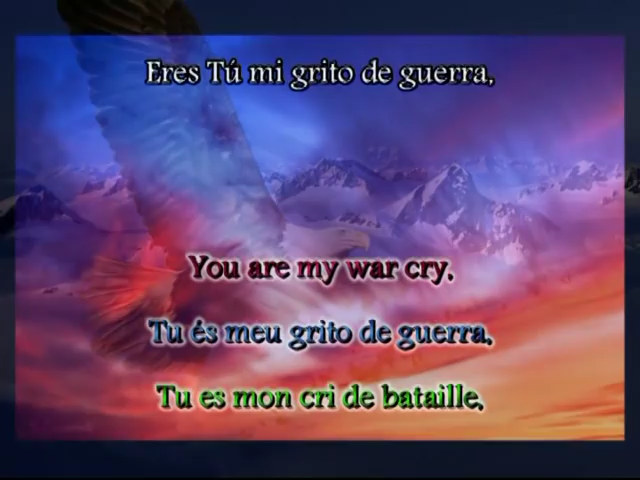 Eres Tú mi grito de guerra,
You are my war cry,
Tu és meu grito de guerra,
Tu es mon cri de bataille,